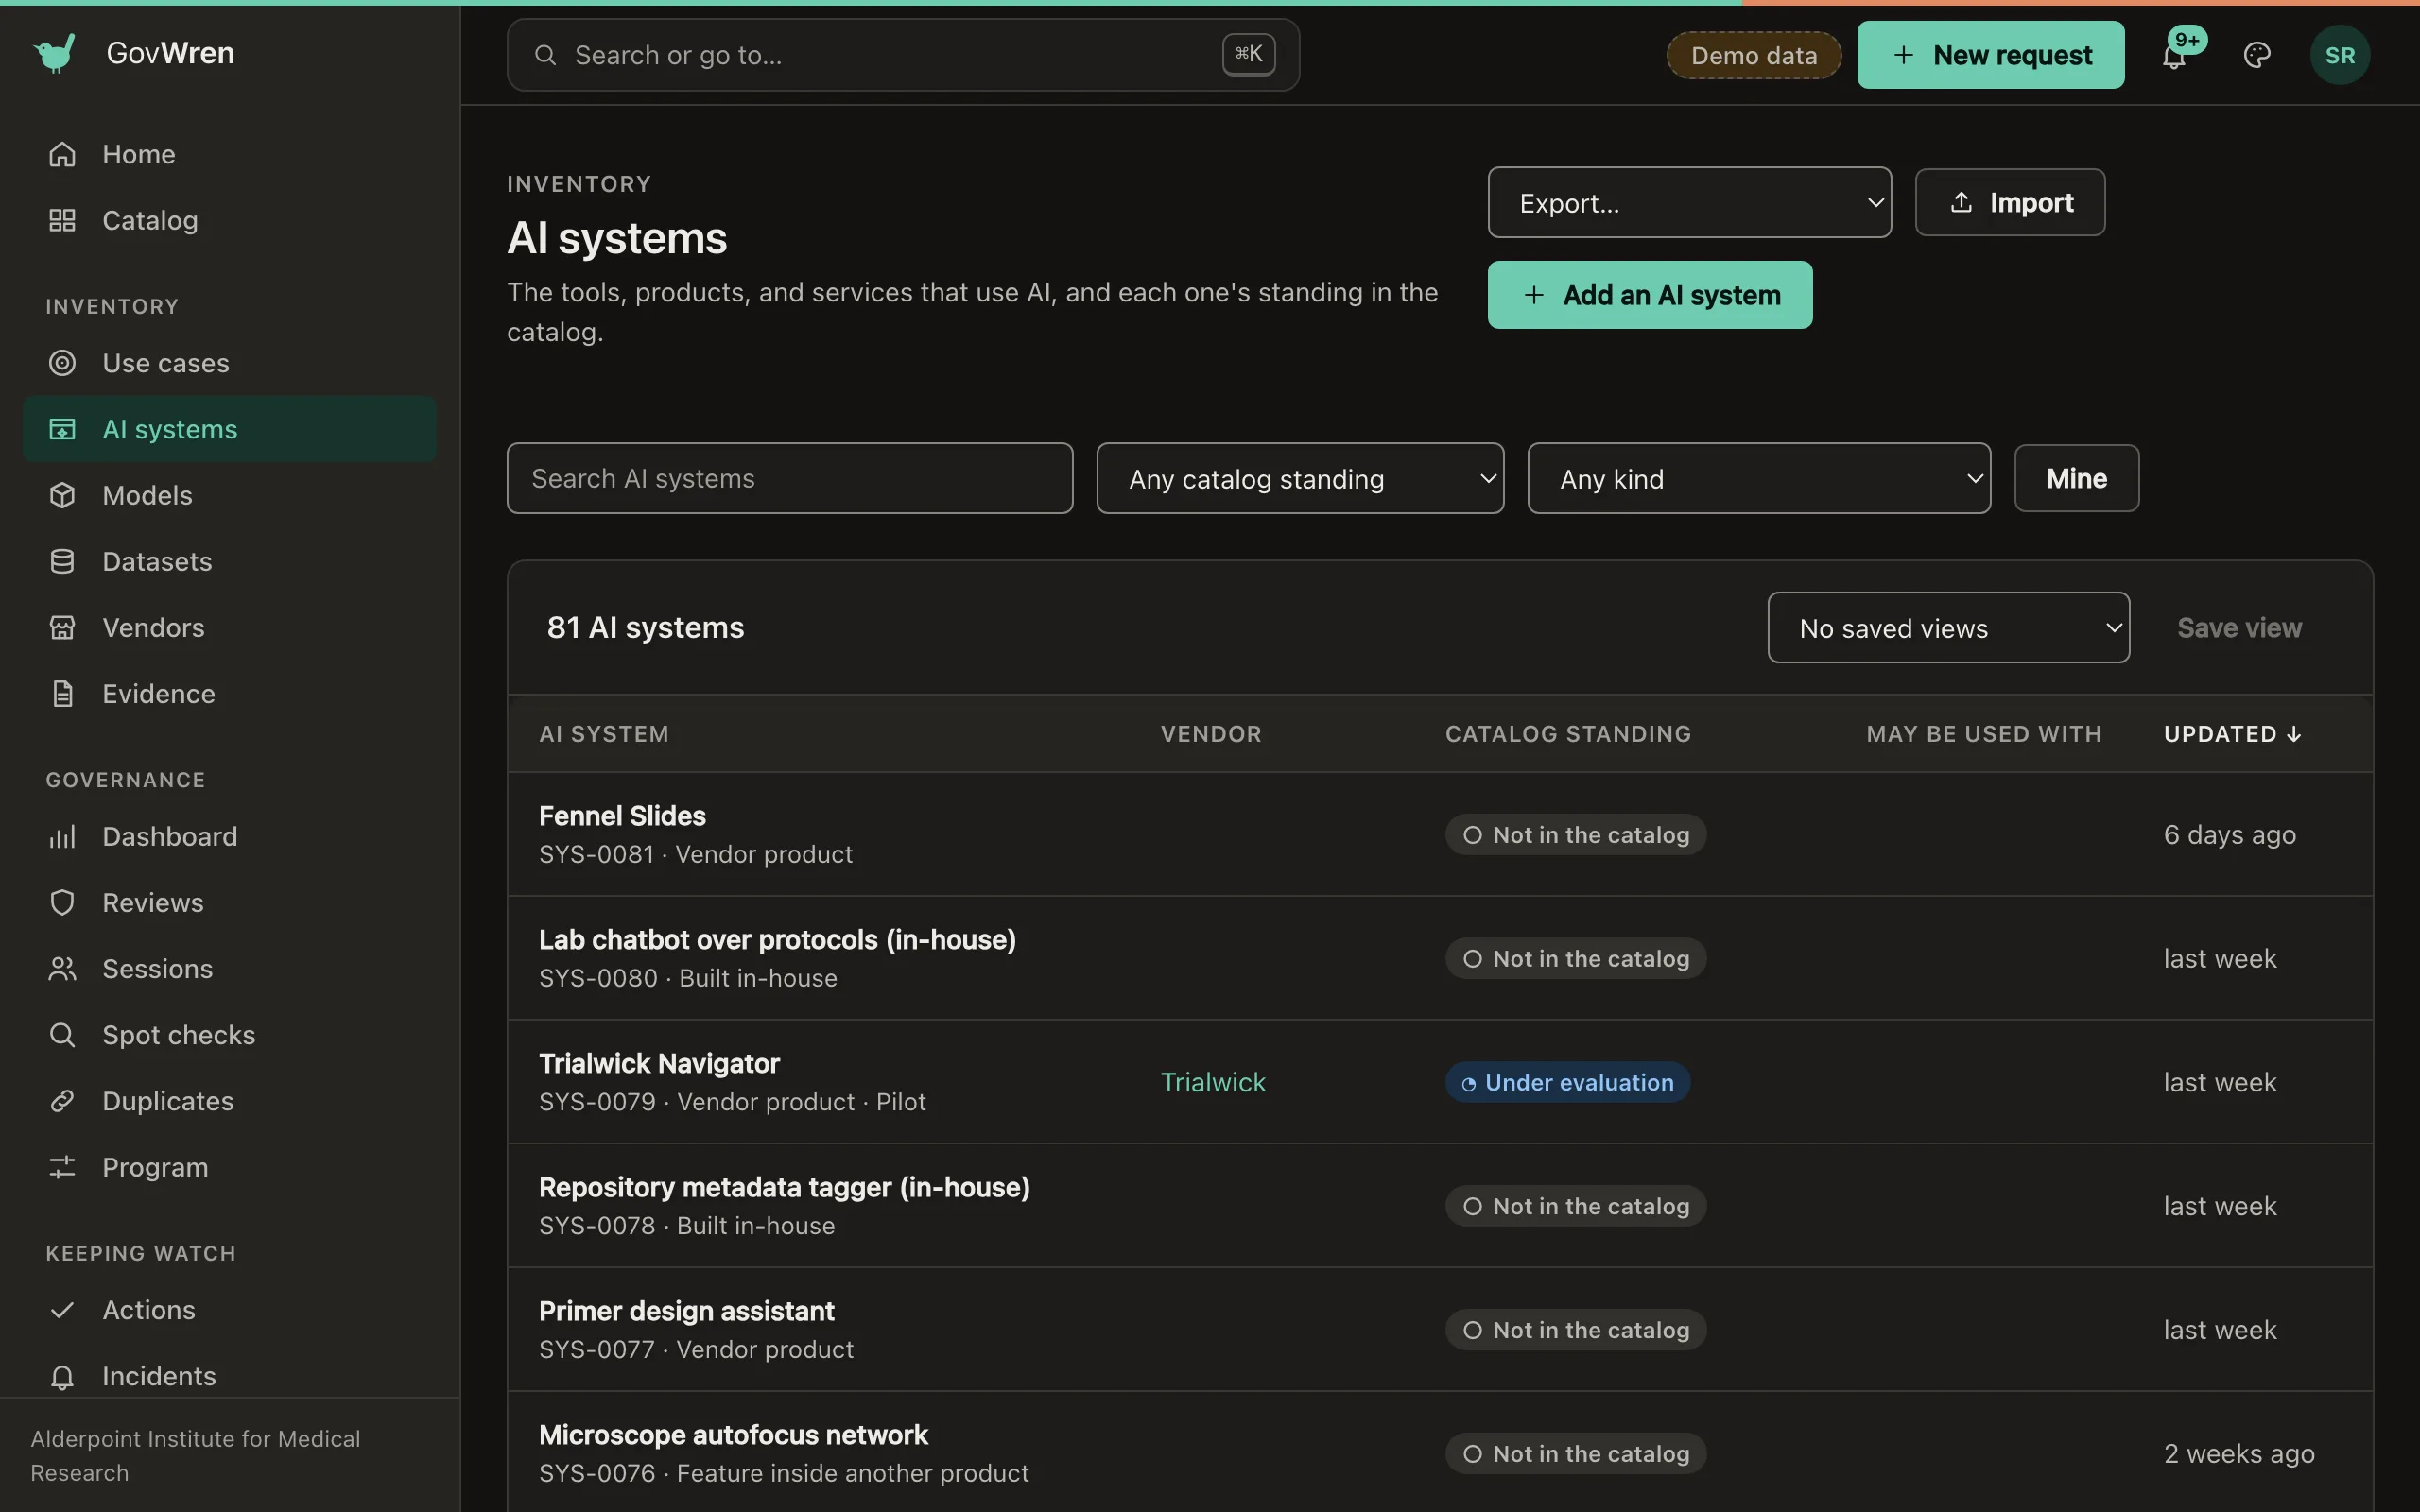 GovWren
Search or go to...
⌘K
Demo data
+ New request
9+
SR
Home
Catalog
INVENTORY
Use cases
AI systems
Models
Datasets
Vendors
Evidence
GOVERNANCE
Dashboard
Reviews
Sessions
Spot checks
Duplicates
Program
KEEPING WATCH
Actions
Incidents
Alderpoint Institute for Medical
Research
INVENTORY
AI systems
The tools, products, and services that use AI, and each one's standing in the
catalog.
Export...
Import
+ Add an AI system
Search AI systems
Any catalog standing
Any kind
Mine
81 AI systems
No saved views
Save view
AI SYSTEM VENDOR CATALOG STANDING MAY BE USED WITH UPDATED ↓
Fennel Slides
SYS-0081 · Vendor product
Not in the catalog
6 days ago
Lab chatbot over protocols (in-house)
SYS-0080 · Built in-house
Not in the catalog
last week
Trialwick Navigator
SYS-0079 · Vendor product · Pilot
Trialwick
Under evaluation
last week
Repository metadata tagger (in-house)
SYS-0078 · Built in-house
Not in the catalog
last week
Primer design assistant
SYS-0077 · Vendor product
Not in the catalog
last week
Microscope autofocus network
SYS-0076 · Feature inside another product
Not in the catalog
2 weeks ago